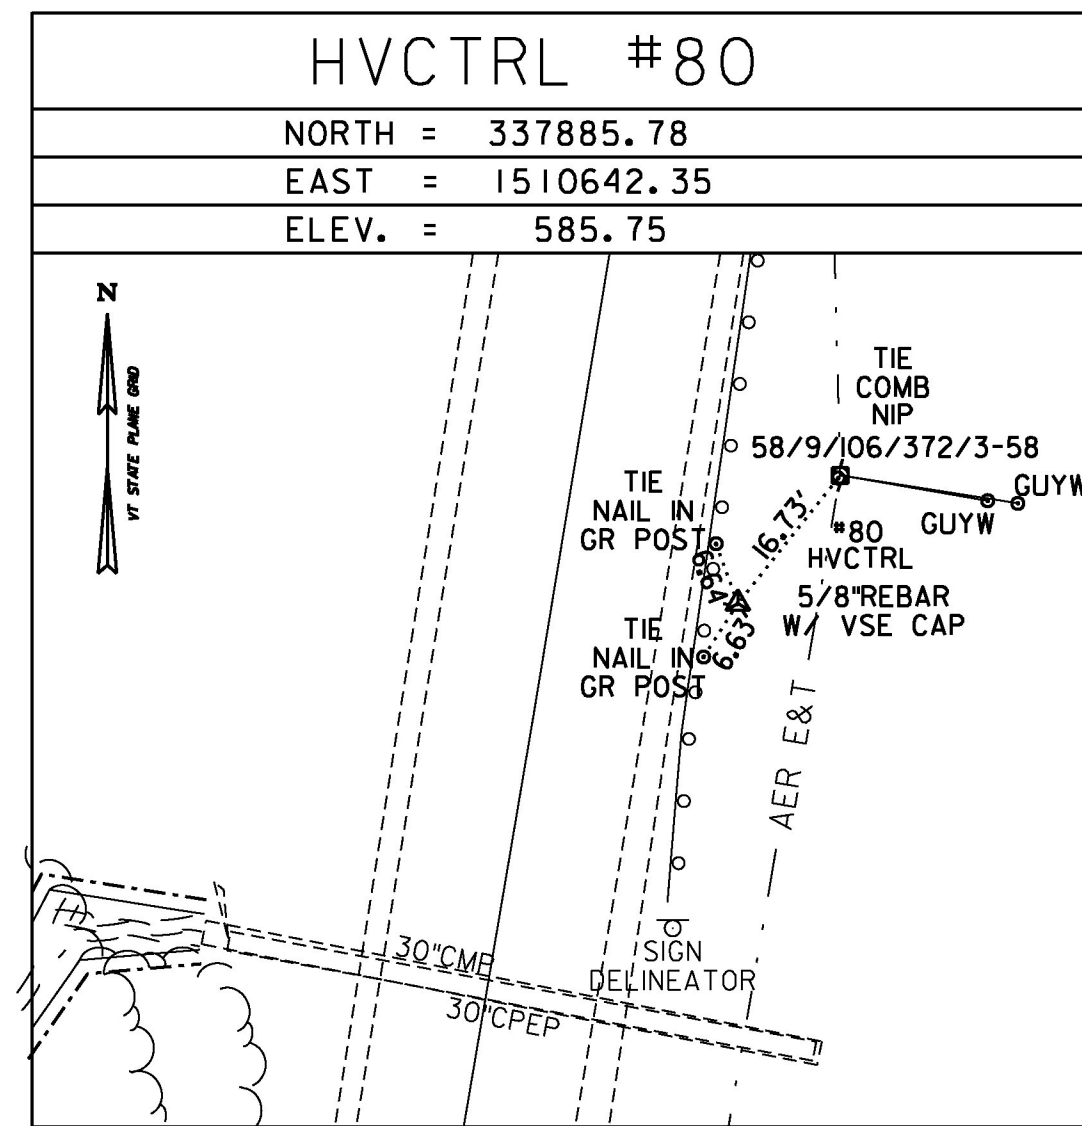 HVCTRL #80
NORTH = 337885.78
EAST = 1510642.35
ELEV. = 585.75
N
VT STATE PLANE GRID
TIE
COMB
NIP
58/9/106/372/3-58
GUYW
GUYW
TIE
NAIL IN
GR POST
16.73'
6.64'
#80
HVCTRL
5/8"REBAR
W/ VSE CAP
TIE
NAIL IN
GR POST
6.63'
AER E&T
SIGN
DELINEATOR
30"CMP
30"CPEP